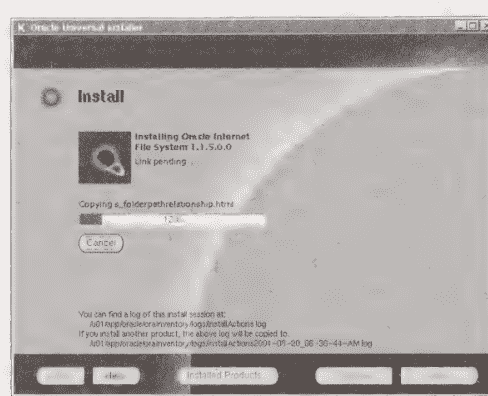 Oracle Universal Installer
Install
Installing Oracle Internet
File System 1.1.5.0.0
Link pending
Copying s_folderpathrelationship.html
Cancel
You can find a log of this install session at:
/u01/app/oracle/orainventory/logs/installActions.log
If you install another product, the above log will be copied to:
Installed Products